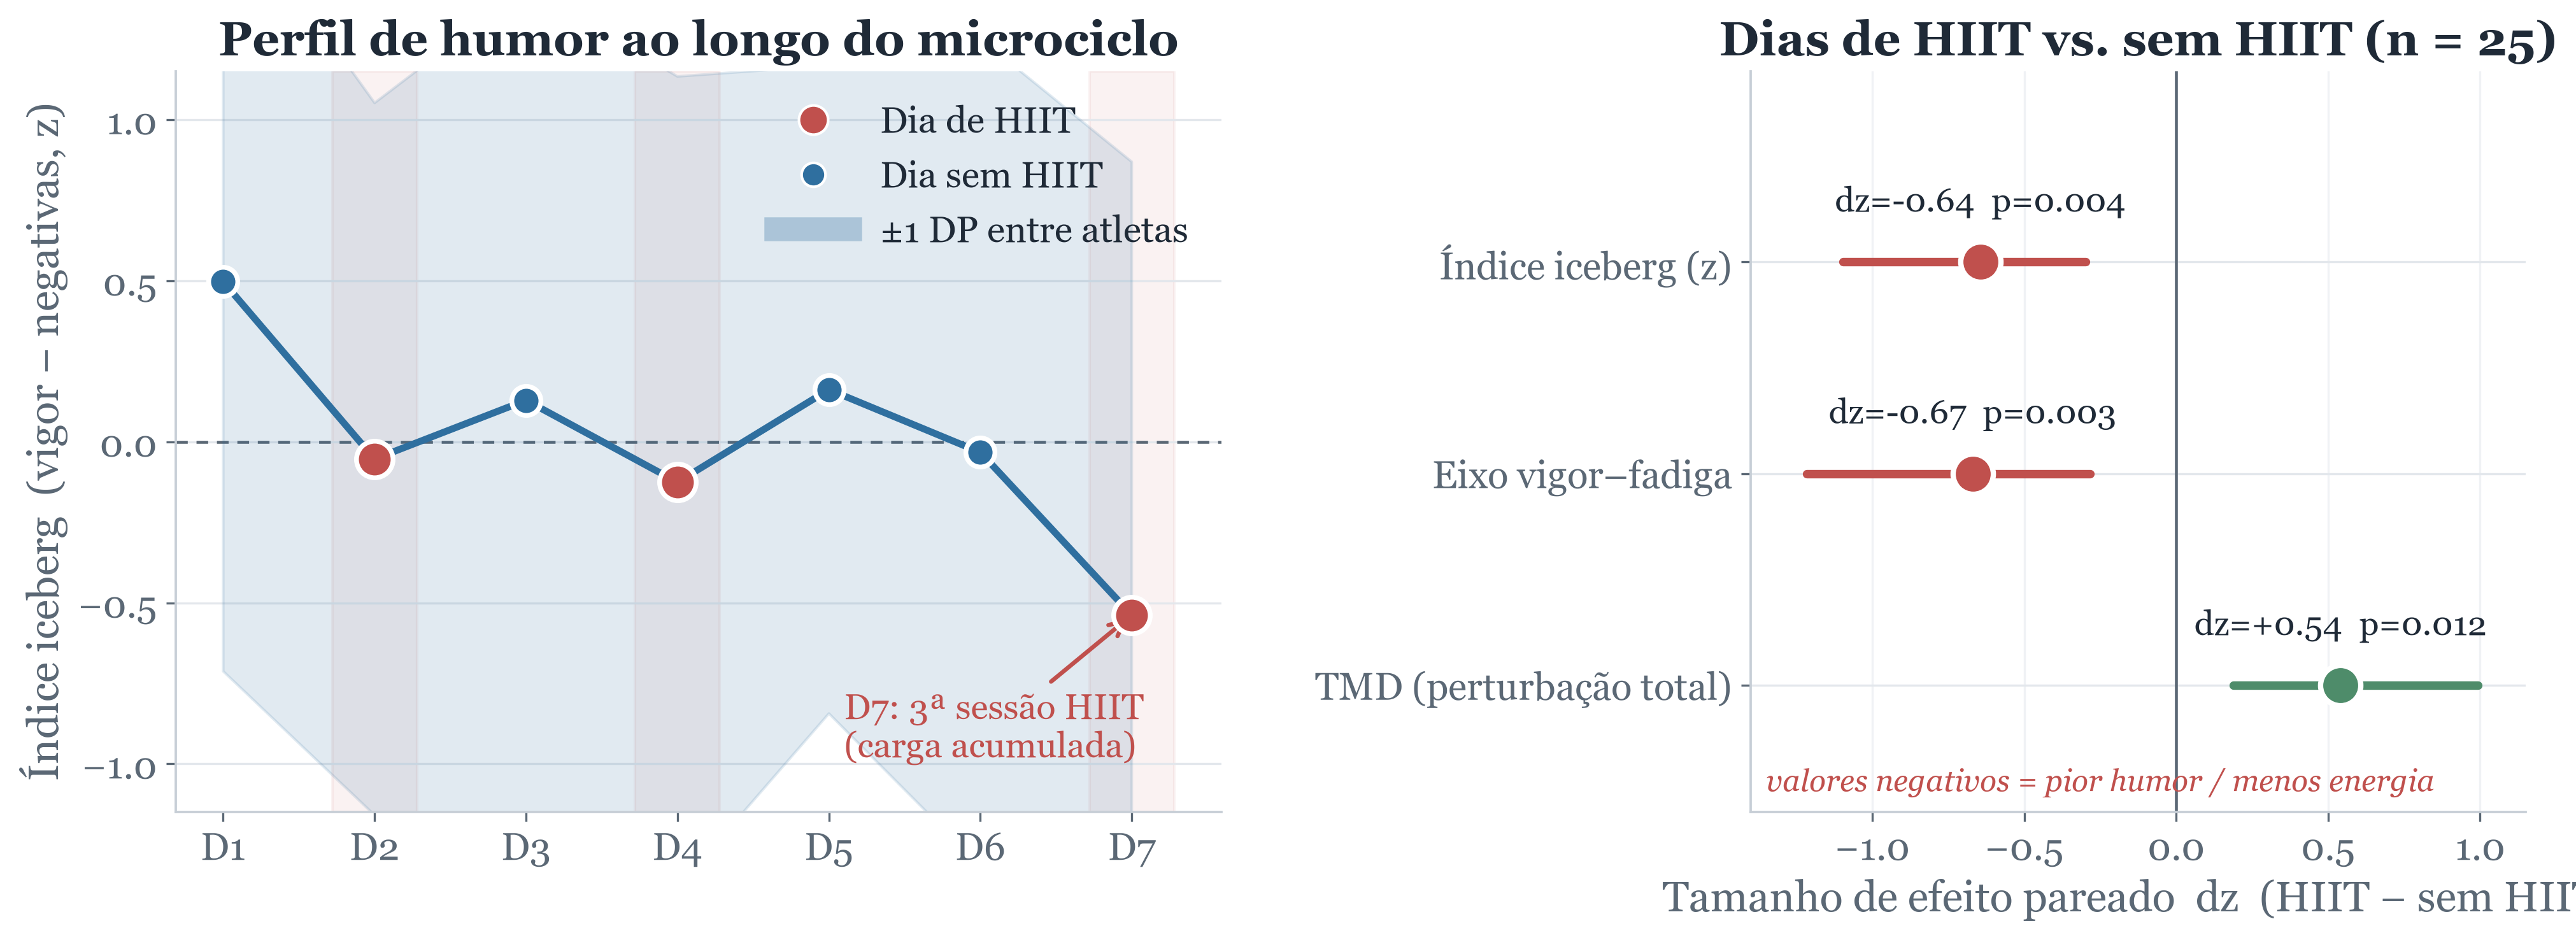 Perfil de humor ao longo do microciclo
Índice iceberg (vigor – negativas, z)
1.0
0.5
0.0
−0.5
−1.0
Dia de HIIT
Dia sem HIIT
±1 DP entre atletas
D7: 3ª sessão HIIT
(carga acumulada)
D1 D2 D3 D4 D5 D6 D7
Dias de HIIT vs. sem HIIT (n = 25)
dz=-0.64 p=0.004
Índice iceberg (z)
dz=-0.67 p=0.003
Eixo vigor–fadiga
dz=+0.54 p=0.012
TMD (perturbação total)
valores negativos = pior humor / menos energia
−1.0 −0.5 0.0 0.5 1.0
Tamanho de efeito pareado dz (HIIT – sem HIIT